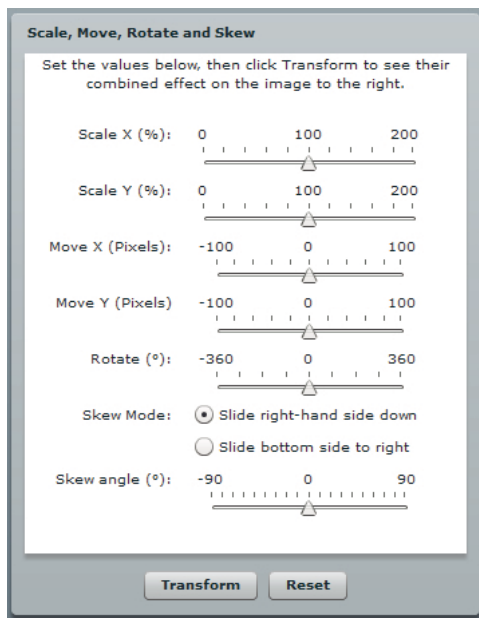 Scale, Move, Rotate and Skew
Set the values below, then click Transform to see their
combined effect on the image to the right.
Scale X (%): 0 100 200
Scale Y (%): 0 100 200
Move X (Pixels): -100 0 100
Move Y (Pixels) -100 0 100
Rotate (°): -360 0 360
Skew Mode: Slide right-hand side down
Slide bottom side to right
Skew angle (°): -90 0 90
Transform Reset